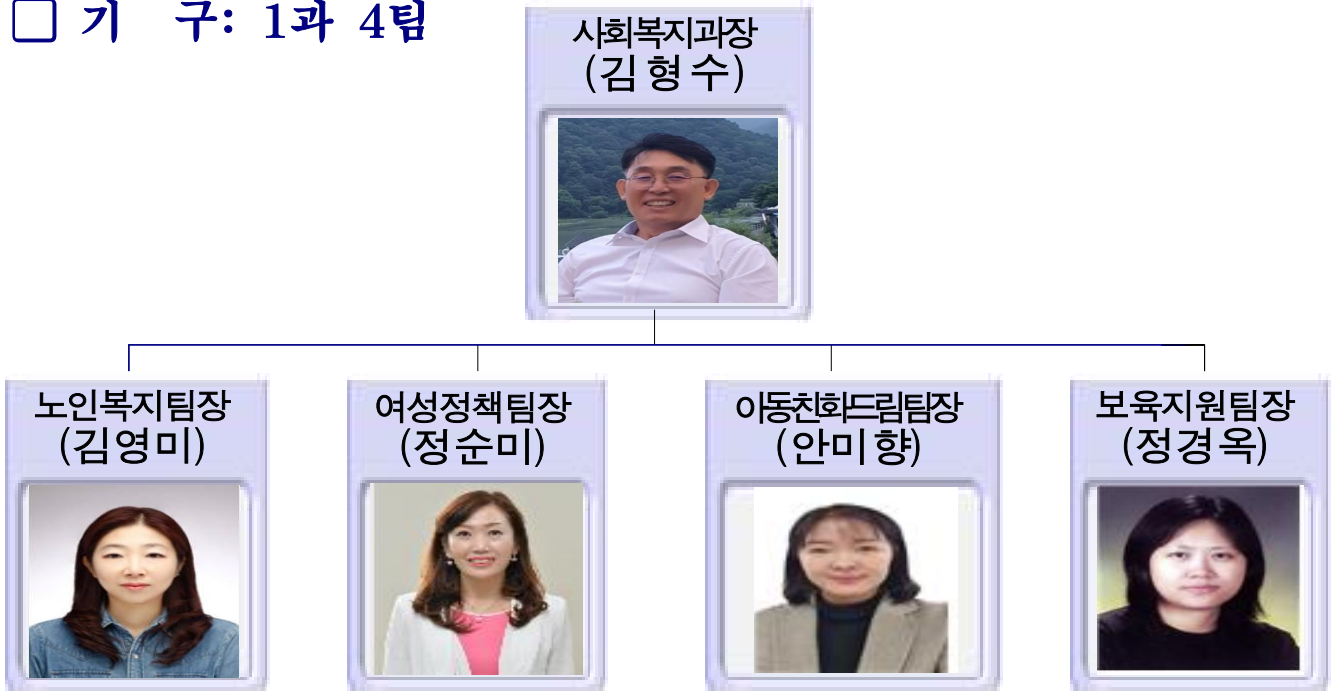 □ 기 구: 1과 4팀
사회복지과장
(김형수)
노인복지팀장
(김영미)
여성정책팀장
(정순미)
아동친화드림팀장
(안미향)
보육지원팀장
(정경옥)